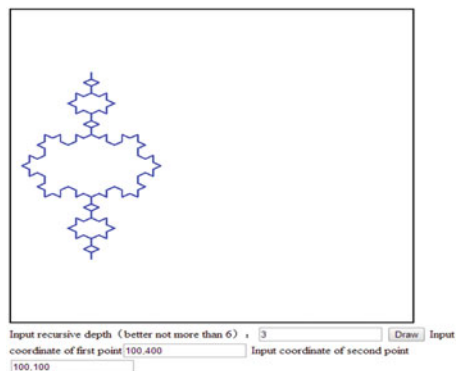 Input recursive depth（better not more than 6）， 3 Draw Input
coordinate of first point 100,400 Input coordinate of second point
100,100